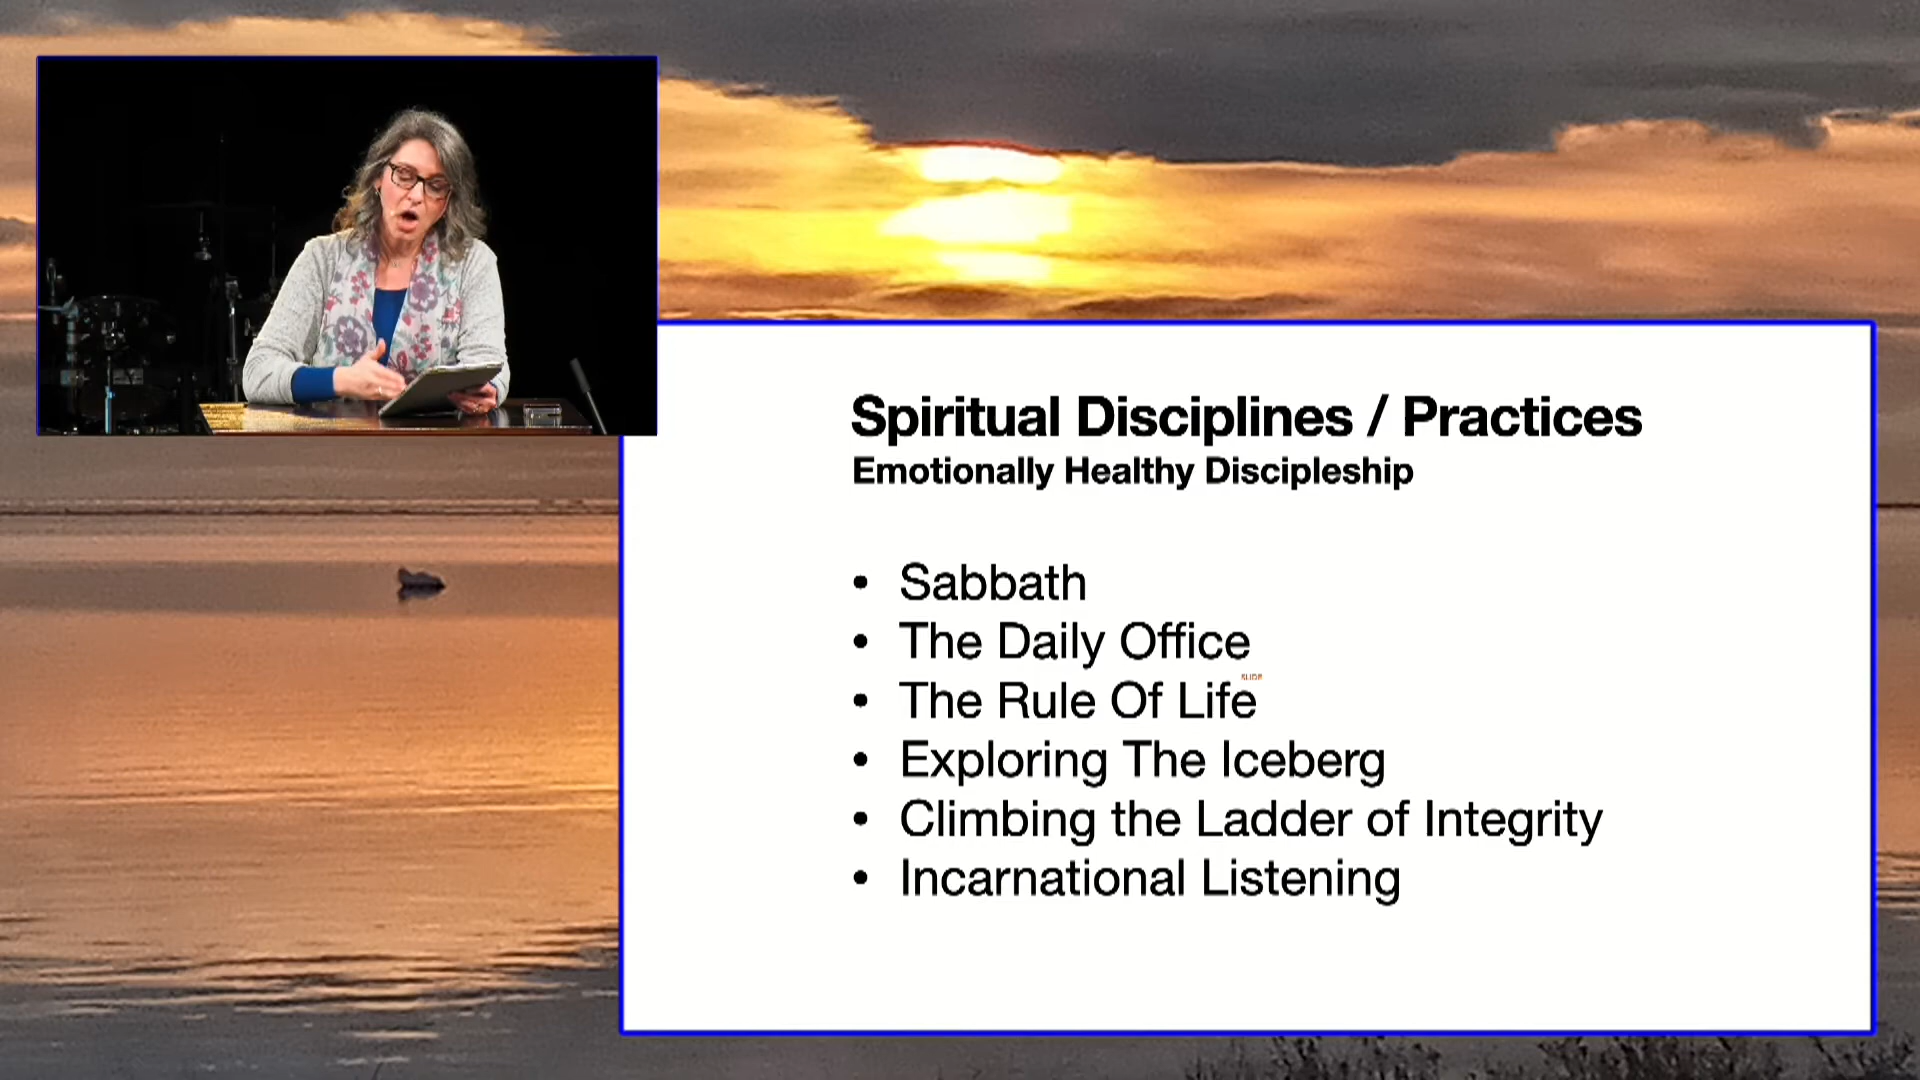 Spiritual Disciplines / Practices
Emotionally Healthy Discipleship
• Sabbath
• The Daily Office
SLIDE
• The Rule Of Life
• Exploring The Iceberg
• Climbing the Ladder of Integrity
• Incarnational Listening